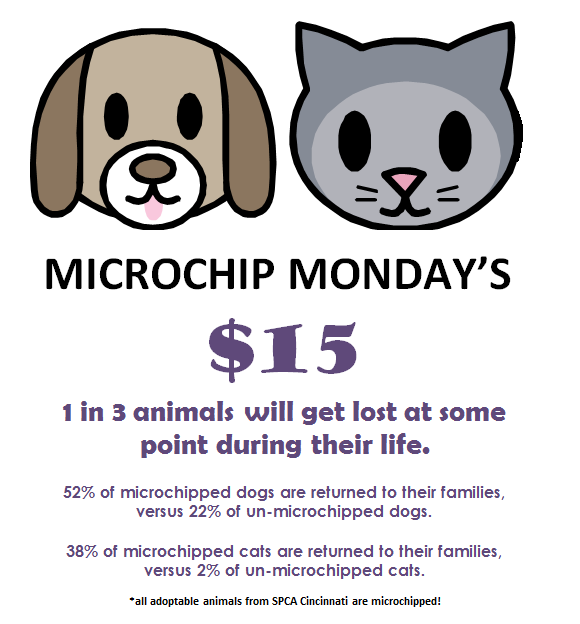 MICROCHIP MONDAY’S
$15
1 in 3 animals will get lost at some
point during their life.
52% of microchipped dogs are returned to their families,
versus 22% of un-microchipped dogs.
38% of microchipped cats are returned to their families,
versus 2% of un-microchipped cats.
*all adoptable animals from SPCA Cincinnati are microchipped!